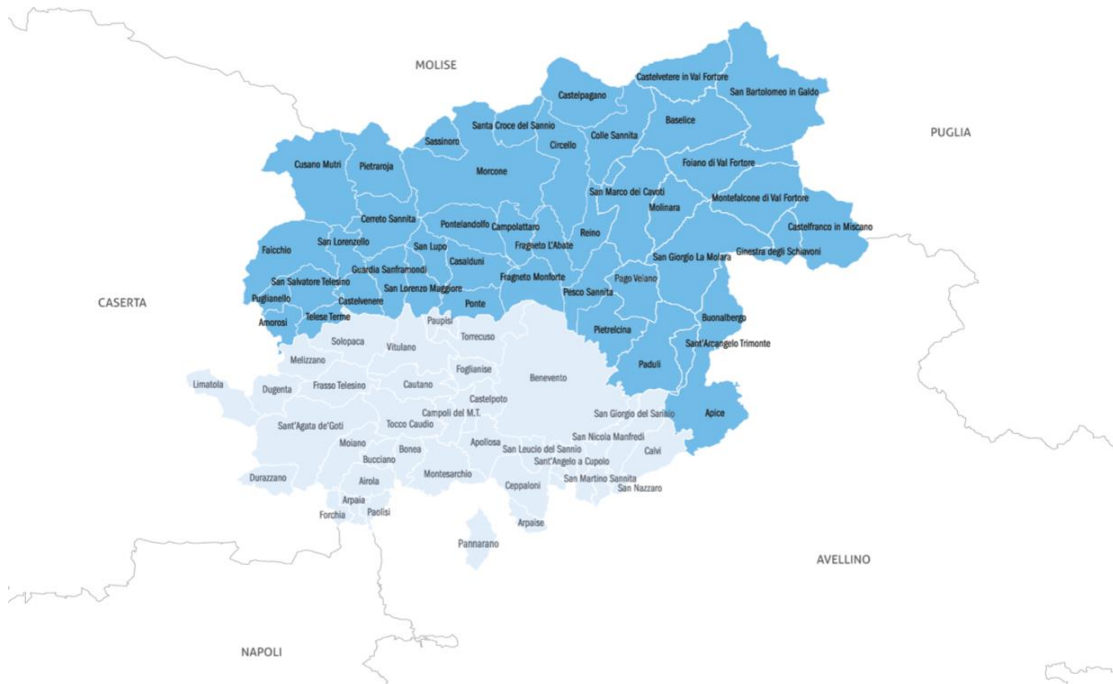 MOLISE
PUGLIA
CASERTA
AVELLINO
NAPOLI
Castelvetere in Val Fortore
San Bartolomeo in Galdo
Castelpagano
Baselice
Santa Croce del Sannio
Colle Sannita
Sassinoro
Circello
Cusano Mutri
Pietraroja
Morcone
Foiano di Val Fortore
San Marco dei Cavoti
Montefalcone di Val Fortore
Molinara
Cerreto Sannita
Pontelandolfo
Campolattaro
Castelfranco in Miscano
Reino
San Lorenzello
San Lupo
Fragneto L'Abate
Faicchio
Ginestra degli Schiavoni
San Giorgio La Molara
Casalduni
Guardia Sanframondi
Fragneto Monforte
Pago Veiano
San Salvatore Telesino
San Lorenzo Maggiore
Pesco Sannita
Puglianello
Castelvenere
Ponte
Telese Terme
Buonalbergo
Amorosi
Paupisi
Pietrelcina
Torrecuso
Solopaca
Vitulano
Sant'Arcangelo Trimonte
Melizzano
Paduli
Foglianise
Benevento
Limatola
Dugenta
Frasso Telesino
Cautano
Castelpoto
Campoli del M.T.
Apice
San Giorgio del Sannio
Sant'Agata de'Goti
Tocco Caudio
San Nicola Manfredi
Moiano
Apollosa
Bonea
San Leucio del Sannio
Calvi
Bucciano
Sant'Angelo a Cupolo
Montesarchio
Durazzano
Airola
Ceppaloni
San Martino Sannita
San Nazzaro
Arpaia
Forchia
Paolisi
Arpaise
Pannarano